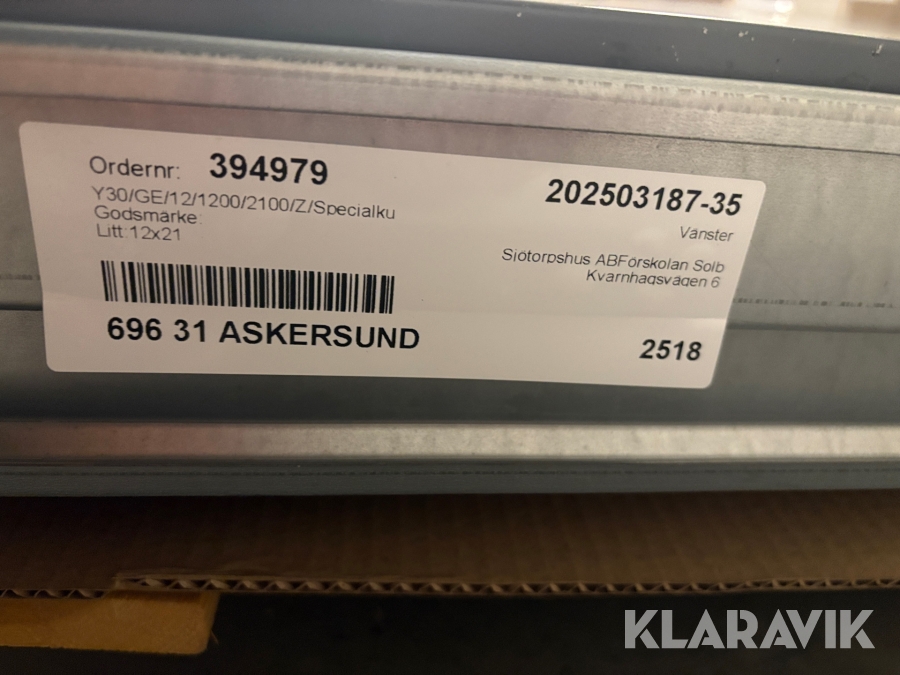 Ordernr: 394979
Y30/GE/12/1200/2100/Z/Specialku
Godsmärke:
Litt:12x21
202503187-35
Vänster
Sjötorpshus ABFörskolan Solb
Kvarnhagsvägen 6
696 31 ASKERSUND
2518
KLARAVIK